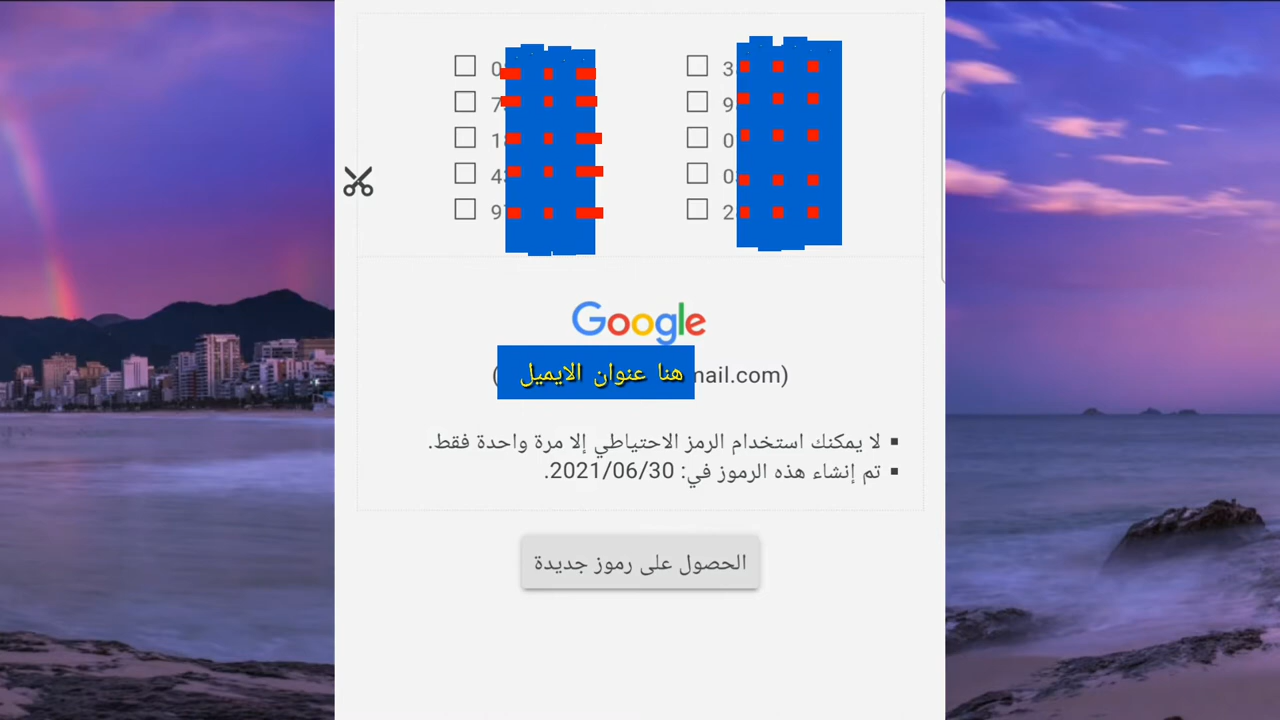 Google
هنا عنوان الايميل
mail.com)
لا يمكنك استخدام الرمز الاحتياطي إلا مرة واحدة فقط.
تم إنشاء هذه الرموز في: 2021/06/30.
الحصول على رموز جديدة